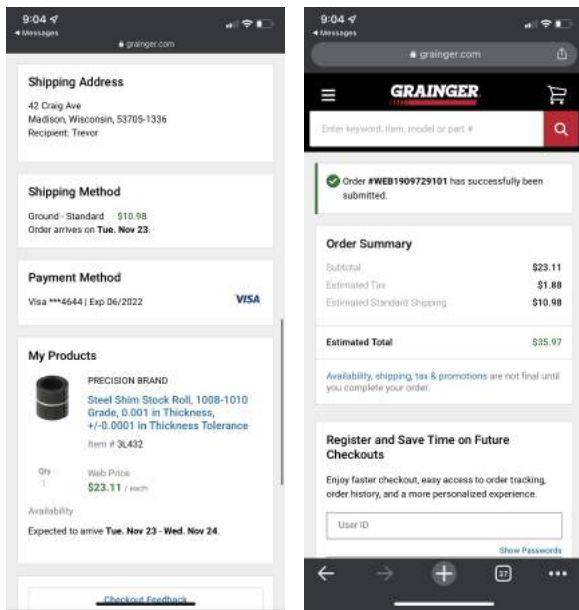 9:04
◄ Messages
grainger.com
Shipping Address
42 Craig Ave
Madison, Wisconsin, 53705-1336
Recipient: Trevor
Shipping Method
Ground - Standard $10.98
Order arrives on Tue. Nov 23.
Payment Method
Visa ***4644 | Exp 06/2022
VISA
My Products
PRECISION BRAND
Steel Shim Stock Roll, 1008-1010
Grade, 0.001 in Thickness,
+/-0.0001 in Thickness Tolerance
Item # 3L432
Qty
1
Web Price
$23.11 / each
Availability
Expected to arrive Tue. Nov 23 - Wed. Nov 24.
Checkout Feedback
9:04
◄ Messages
grainger.com
GRAINGER
Enter keyword, item, model or part #
Order #WEB1909729101 has successfully been
submitted.
Order Summary
Subtotal $23.11
Estimated Tax $1.88
Estimated Standard Shipping $10.98
Estimated Total $35.97
Availability, shipping, tax & promotions are not final until
you complete your order.
Register and Save Time on Future
Checkouts
Enjoy faster checkout, easy access to order tracking,
order history, and a more personalized experience.
User ID
Show Passwords
37